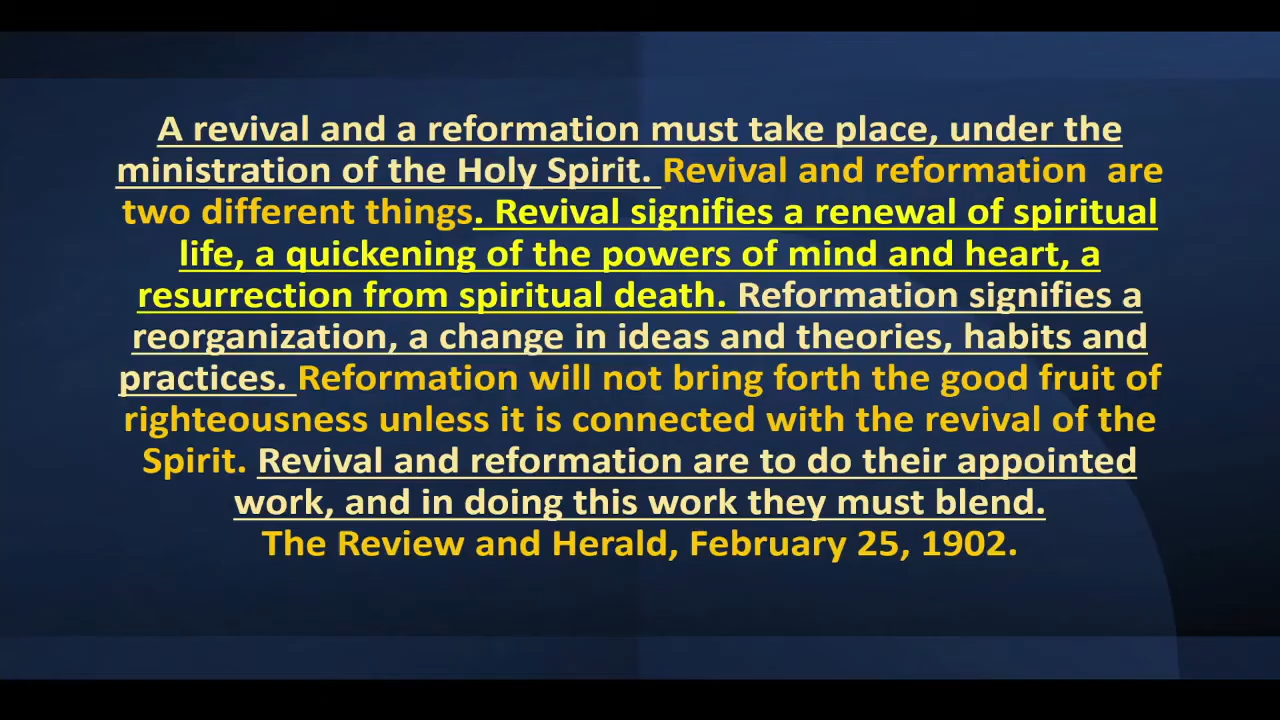 A revival and a reformation must take place, under the
ministration of the Holy Spirit. Revival and reformation  are
two different things. Revival signifies a renewal of spiritual
life, a quickening of the powers of mind and heart, a
resurrection from spiritual death. Reformation signifies a
reorganization, a change in ideas and theories, habits and
practices. Reformation will not bring forth the good fruit of
righteousness unless it is connected with the revival of the
Spirit. Revival and reformation are to do their appointed
work, and in doing this work they must blend.
The Review and Herald, February 25, 1902.